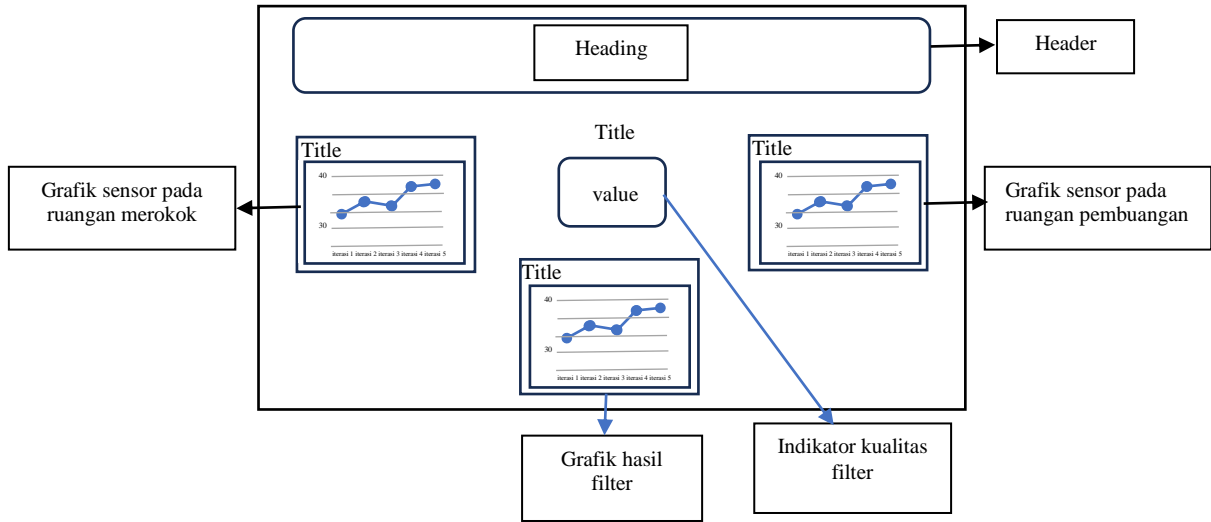 Heading
Header
Title
Title
Title
40
30
iterasi 1 iterasi 2 iterasi 3 iterasi 4 iterasi 5
value
40
30
iterasi 1 iterasi 2 iterasi 3 iterasi 4 iterasi 5
Grafik sensor pada
ruangan merokok
Grafik sensor pada
ruangan pembuangan
Title
40
30
iterasi 1 iterasi 2 iterasi 3 iterasi 4 iterasi 5
Grafik hasil
filter
Indikator kualitas
filter